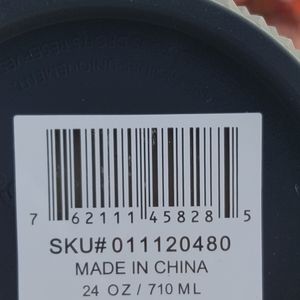 7 62111 45828 5
SKU# 011120480
MADE IN CHINA
24 OZ / 710 ML